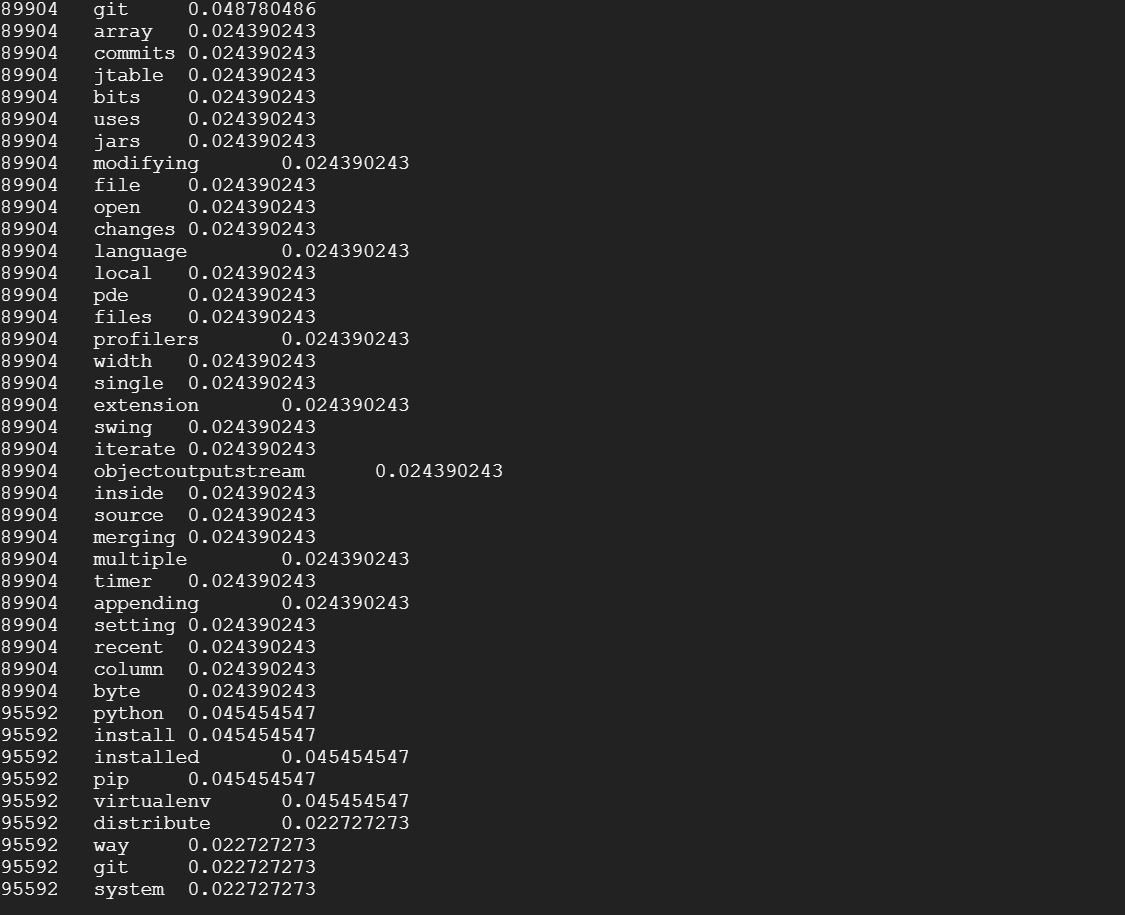 89904 git 0.048780486
89904 array 0.024390243
89904 commits 0.024390243
89904 jtable 0.024390243
89904 bits 0.024390243
89904 uses 0.024390243
89904 jars 0.024390243
89904 modifying 0.024390243
89904 file 0.024390243
89904 open 0.024390243
89904 changes 0.024390243
89904 language 0.024390243
89904 local 0.024390243
89904 pde 0.024390243
89904 files 0.024390243
89904 profilers 0.024390243
89904 width 0.024390243
89904 single 0.024390243
89904 extension 0.024390243
89904 swing 0.024390243
89904 iterate 0.024390243
89904 objectoutputstream 0.024390243
89904 inside 0.024390243
89904 source 0.024390243
89904 merging 0.024390243
89904 multiple 0.024390243
89904 timer 0.024390243
89904 appending 0.024390243
89904 setting 0.024390243
89904 recent 0.024390243
89904 column 0.024390243
89904 byte 0.024390243
95592 python 0.045454547
95592 install 0.045454547
95592 installed 0.045454547
95592 pip 0.045454547
95592 virtualenv 0.045454547
95592 distribute 0.022727273
95592 way 0.022727273
95592 git 0.022727273
95592 system 0.022727273